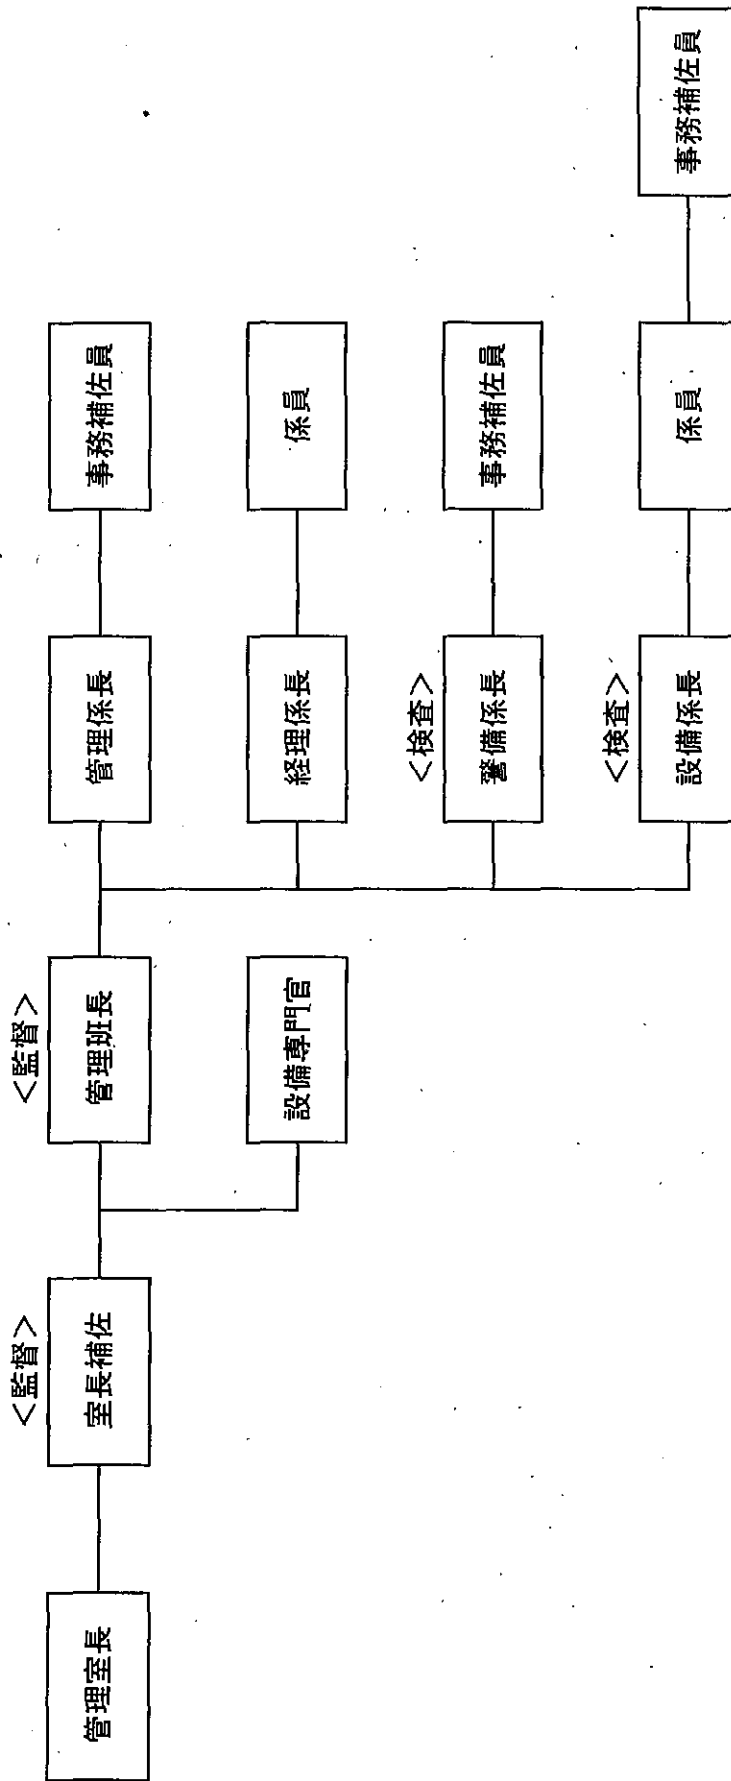 <監督>
<監督>
管理室長
室長補佐
管理班長
管理係長
事務補佐員
設備専門官
経理係長
係員
<検査>
警備係長
事務補佐員
<検査>
設備係長
係員
事務補佐員